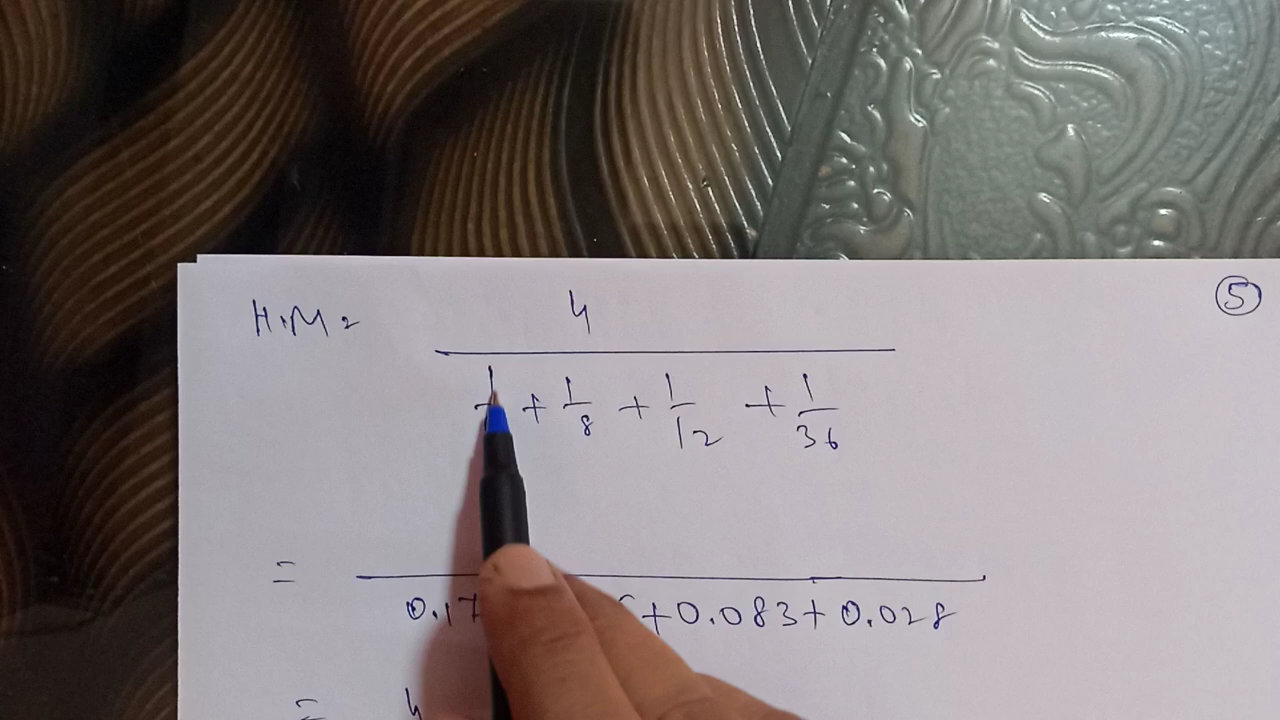 H.M = 4 ⑤
1 + 1/8 + 1/12 + 1/36
=
0.17 +0.083+0.028
= 4